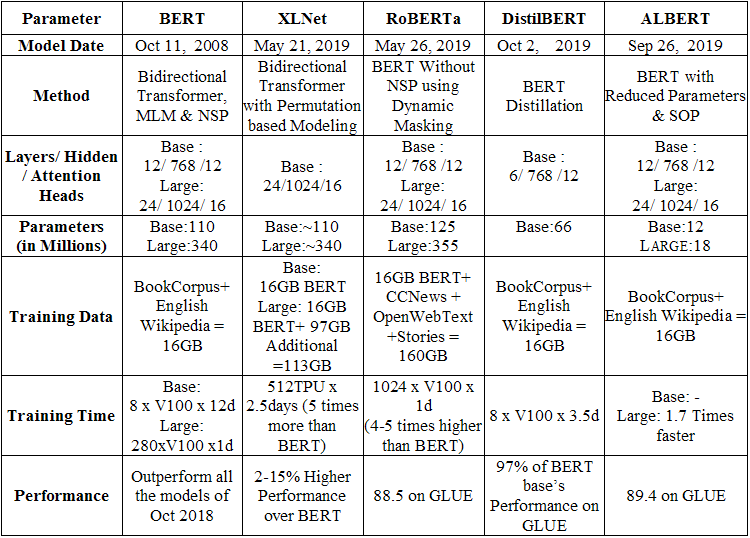 Parameter BERT XLNet RoBERTa DistilBERT ALBERT
Model Date Oct 11, 2008 May 21, 2019 May 26, 2019 Oct 2, 2019 Sep 26, 2019
Method
Bidirectional
Transformer,
MLM & NSP
Bidirectional
Transformer
with Permutation
based Modeling
BERT Without
NSP using
Dynamic
Masking
BERT
Distillation
BERT with
Reduced Parameters
& SOP
Layers/ Hidden
/ Attention
Heads
Base :
12/ 768 /12
Large:
24/ 1024/ 16
Base :
24/1024/16
Base :
12/ 768 /12
Large:
24/ 1024/ 16
Base :
6/ 768 /12
Base :
12/ 768 /12
Large:
24/ 1024/ 16
Parameters
(in Millions)
Base:110
Large:340
Base:~110
Large:~340
Base:125
Large:355
Base:66
Base:12
LARGE:18
Training Data
BookCorpus+
English
Wikipedia =
16GB
Base:
16GB BERT
Large: 16GB
BERT+ 97GB
Additional
=113GB
16GB BERT+
CCNews +
OpenWebText
+Stories =
160GB
BookCorpus+
English
Wikipedia =
16GB
BookCorpus+
English Wikipedia =
16GB
Training Time
Base:
8 x V100 x 12d
Large:
280xV100 x1d
512TPU x
2.5days (5 times
more than
BERT)
1024 x V100 x
1d
(4-5 times higher
than BERT)
8 x V100 x 3.5d
Base: -
Large: 1.7 Times
faster
Performance
Outperform all
the models of
Oct 2018
2-15% Higher
Performance
over BERT
88.5 on GLUE
97% of BERT
base's
Performance on
GLUE
89.4 on GLUE